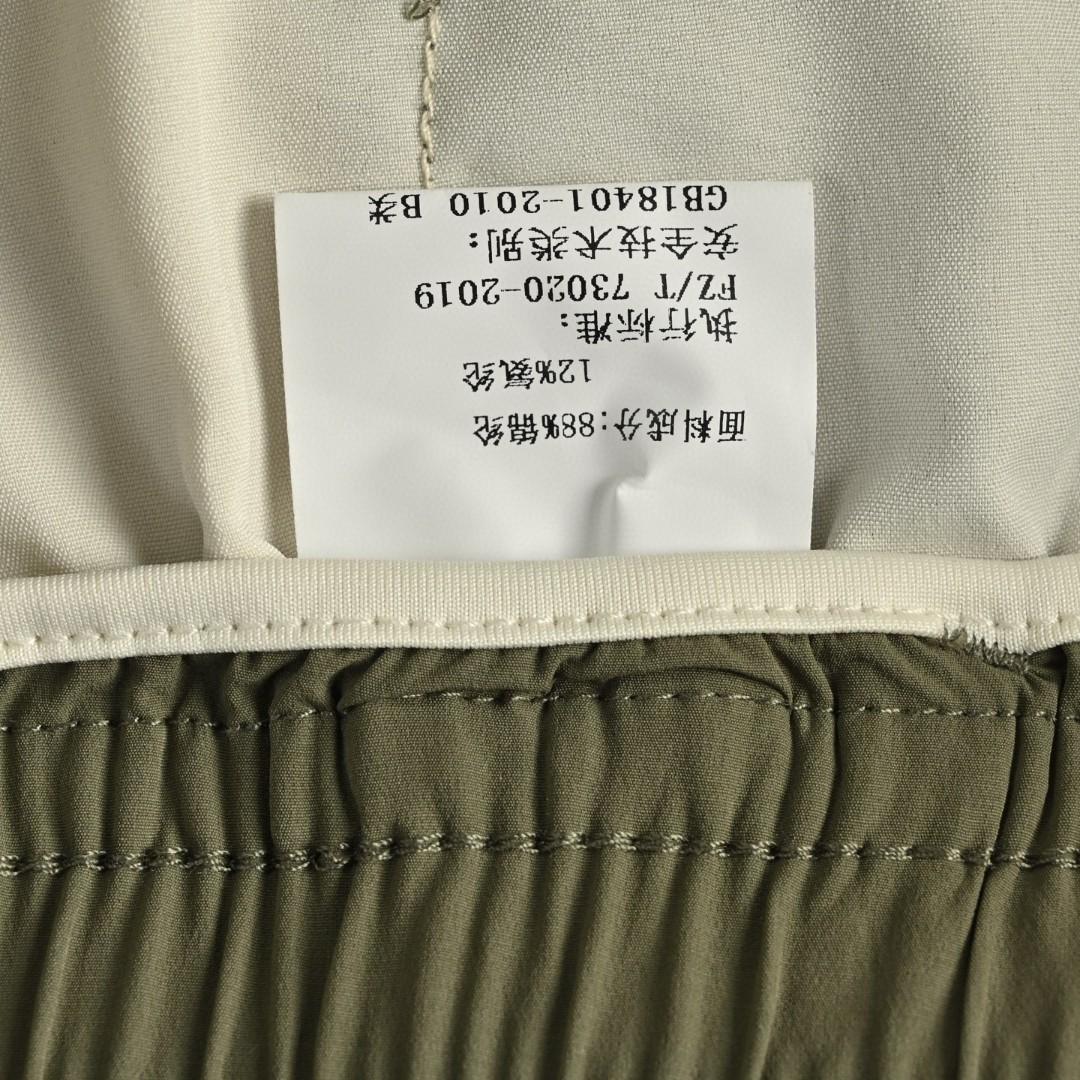 面料成分:88%锦纶
12%氨纶
执行标准:
FZ/T 73020-2019
安全技术类别:
GB18401-2010 B类